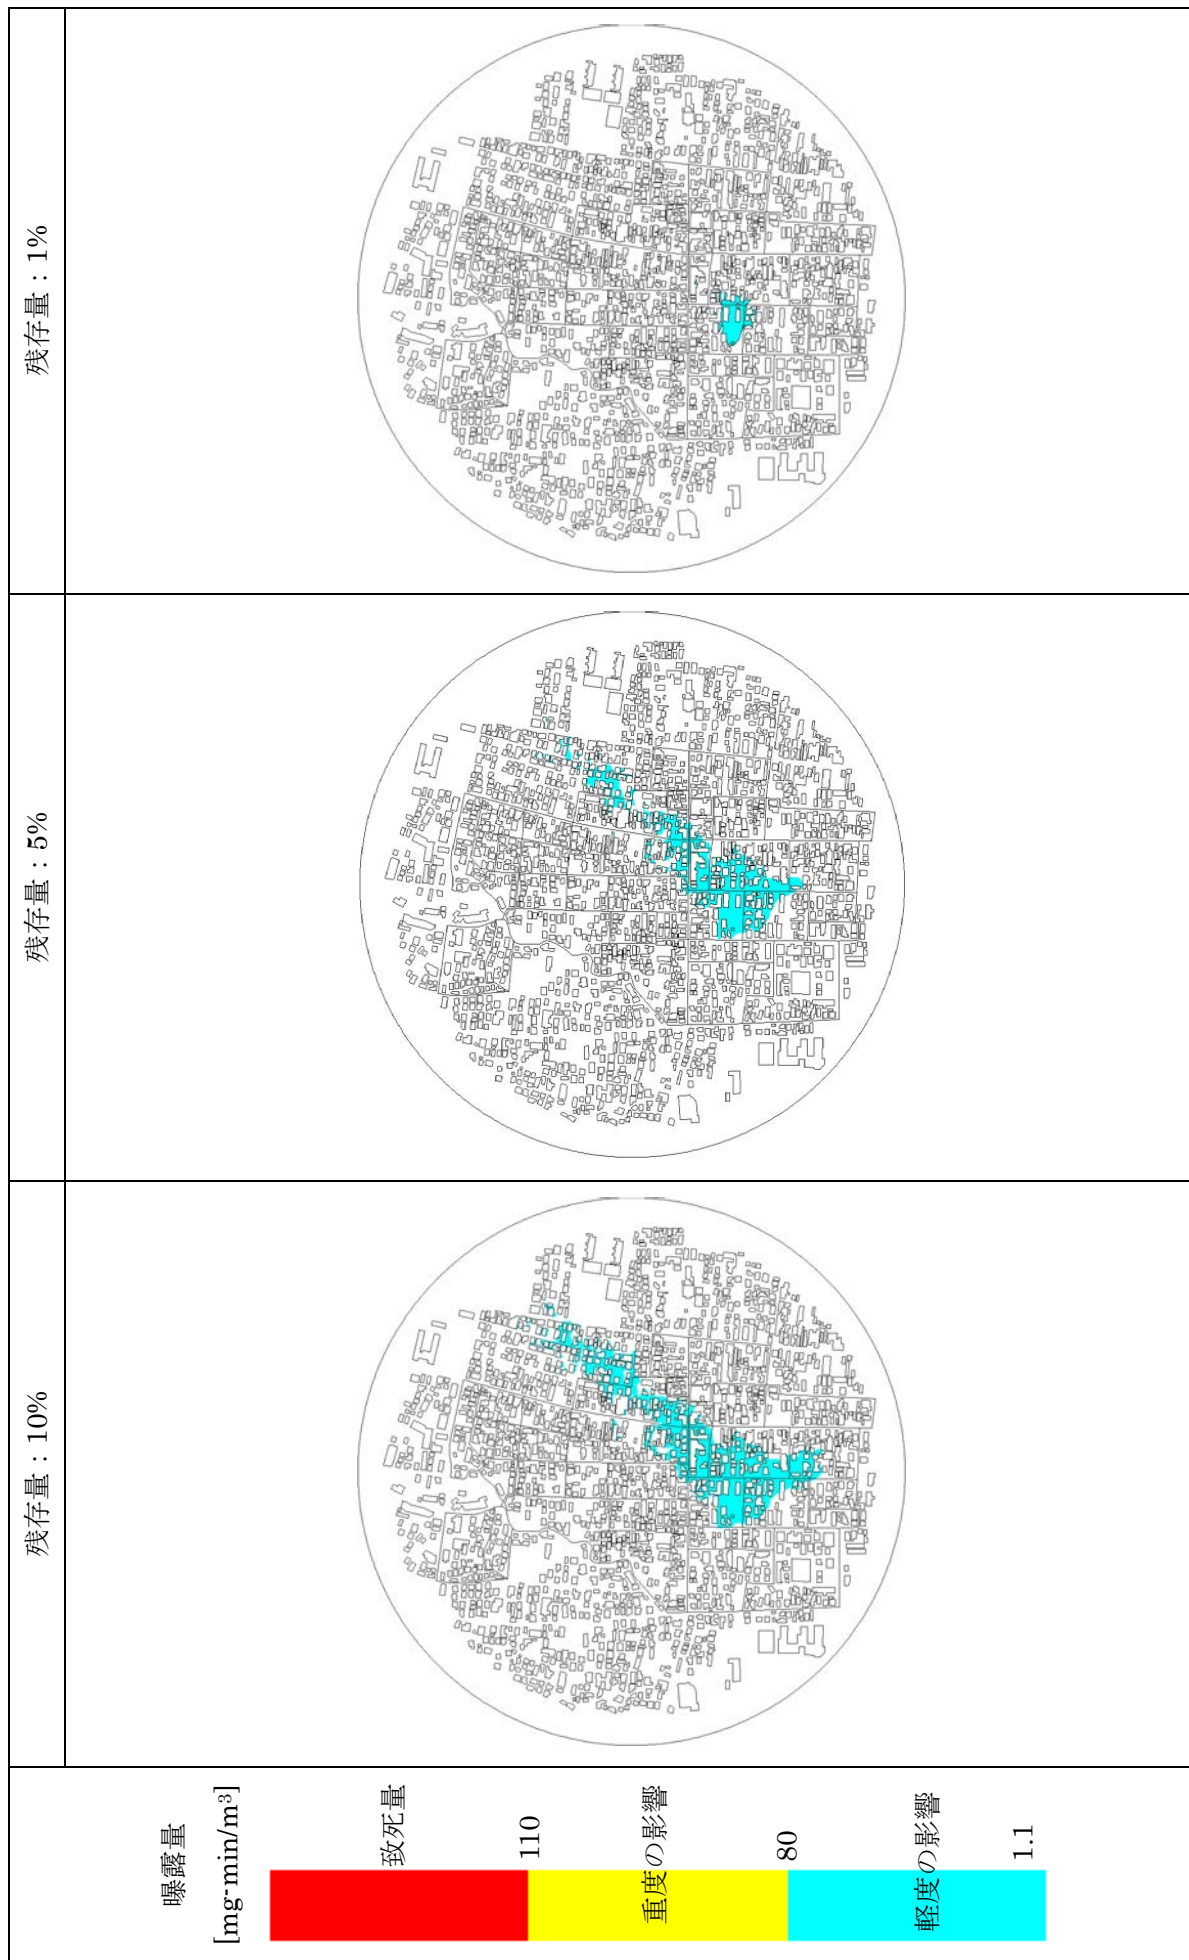 残存量：1%
残存量：5%
残存量：10%
曝露量
[mg-min/m³]
致死量
110
重度の影響
80
軽度の影響
1.1